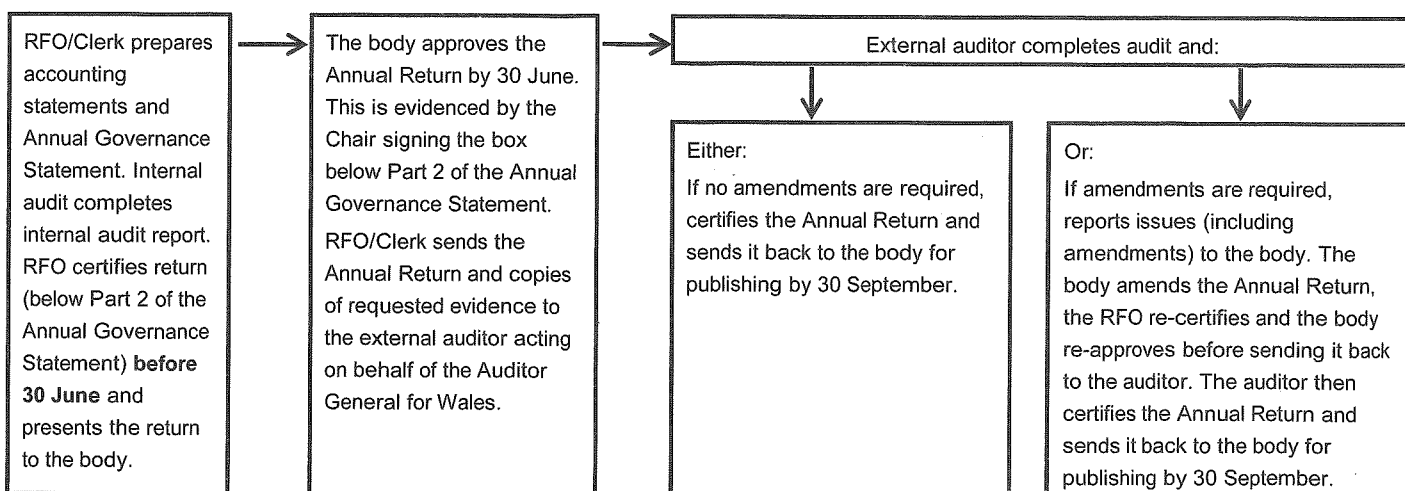 RFO/Clerk prepares
accounting
statements and
Annual Governance
Statement. Internal
audit completes
internal audit report.
RFO certifies return
(below Part 2 of the
Annual Governance
Statement) before
30 June and
presents the return
to the body.
The body approves the
Annual Return by 30 June.
This is evidenced by the
Chair signing the box
below Part 2 of the Annual
Governance Statement.
RFO/Clerk sends the
Annual Return and copies
of requested evidence to
the external auditor acting
on behalf of the Auditor
General for Wales.
External auditor completes audit and:
Either:
If no amendments are required,
certifies the Annual Return and
sends it back to the body for
publishing by 30 September.
Or:
If amendments are required,
reports issues (including
amendments) to the body. The
body amends the Annual Return,
the RFO re-certifies and the body
re-approves before sending it back
to the auditor. The auditor then
certifies the Annual Return and
sends it back to the body for
publishing by 30 September.